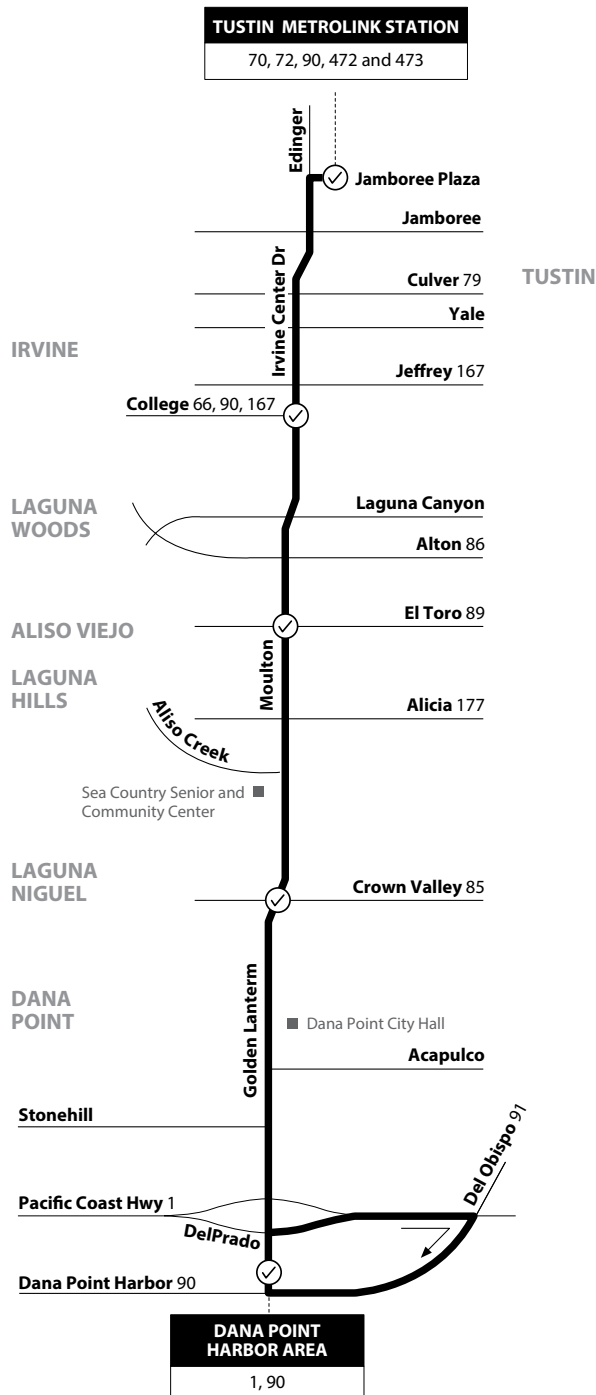 TUSTIN METROLINK STATION
70, 72, 90, 472 and 473
Edinger
Jamboree Plaza
Jamboree
Irvine Center Dr
Culver 79
TUSTIN
Yale
IRVINE
Jeffrey 167
College 66, 90, 167
LAGUNA
WOODS
Laguna Canyon
Alton 86
El Toro 89
ALISO VIEJO
Moulton
LAGUNA
HILLS
Alicia 177
Aliso Creek
Sea Country Senior and
Community Center
LAGUNA
NIGUEL
Crown Valley 85
Golden Lanterm
DANA
POINT
Dana Point City Hall
Acapulco
Stonehill
Del Obispo 91
Pacific Coast Hwy 1
DelPrado
Dana Point Harbor 90
DANA POINT
HARBOR AREA
1, 90